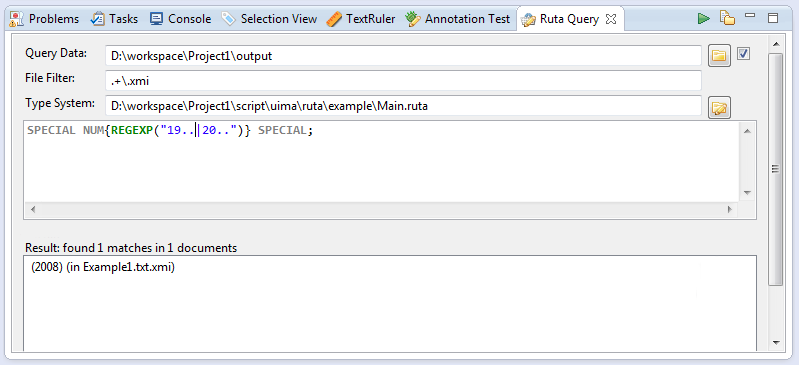 Problems Tasks Console Selection View TextRuler Annotation Test Ruta Query
Query Data: D:\workspace\Project1\output
File Filter: .+\.xmi
Type System: D:\workspace\Project1\script\uima\ruta\example\Main.ruta
SPECIAL NUM{REGEXP("19..|20..")} SPECIAL;
Result: found 1 matches in 1 documents
(2008) (in Example1.txt.xmi)